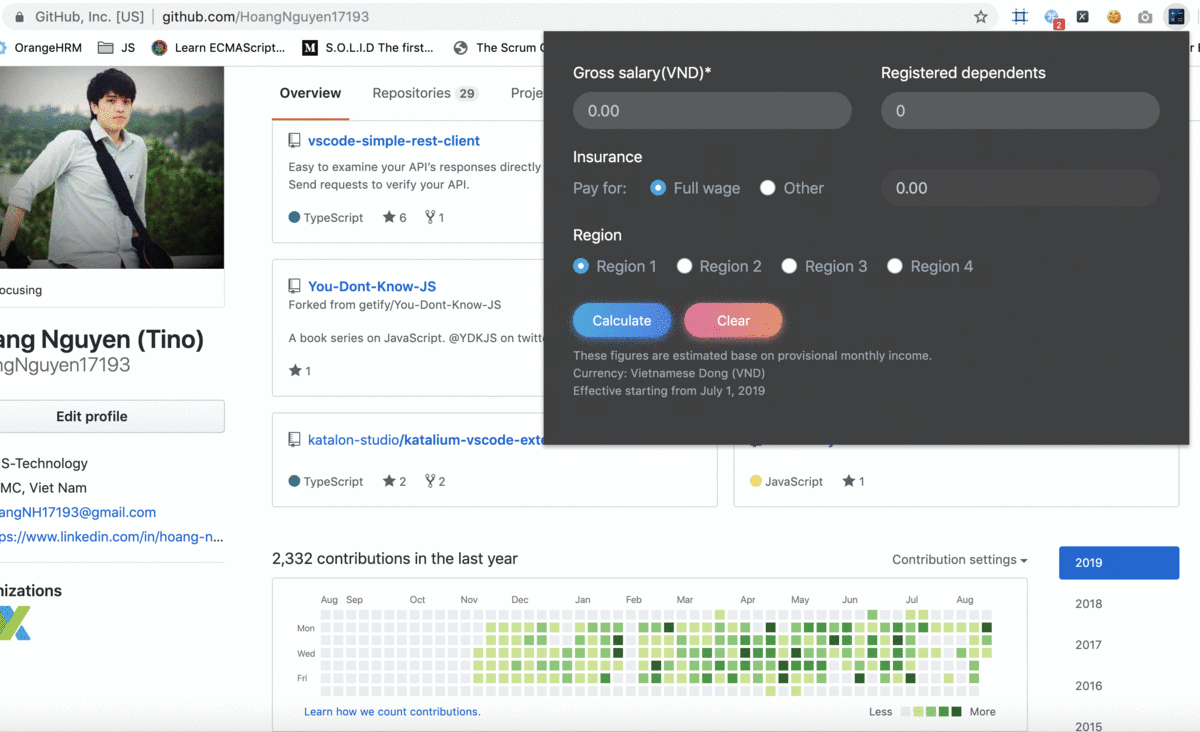 GitHub, Inc. [US] github.com/HoangNguyen17193
2
OrangeHRM JS Learn ECMAScript... M S.O.L.I.D The first... The Scrum
Overview Repositories 29 Proje
vscode-simple-rest-client
Easy to examine your API's responses directly
Send requests to verify your API.
TypeScript 6 1
You-Dont-Know-JS
Forked from getify/You-Dont-Know-JS
A book series on JavaScript. @YDKJS on twitte
1
katalon-studio/katalium-vscode-exte
TypeScript 2 2
JavaScript 1
Gross salary(VND)* Registered dependents
0.00 0
Insurance
Pay for: Full wage Other 0.00
Region
Region 1 Region 2 Region 3 Region 4
Calculate Clear
These figures are estimated base on provisional monthly income.
Currency: Vietnamese Dong (VND)
Effective starting from July 1, 2019
ocusing
ang Nguyen (Tino)
ngNguyen17193
Edit profile
S-Technology
MC, Viet Nam
angNH17193@gmail.com
ps://www.linkedin.com/in/hoang-n...
nizations
2,332 contributions in the last year Contribution settings
Aug Sep Oct Nov Dec Jan Feb Mar Apr May Jun Jul Aug
Mon
Wed
Fri
Learn how we count contributions. Less More
2019
2018
2017
2016
2015